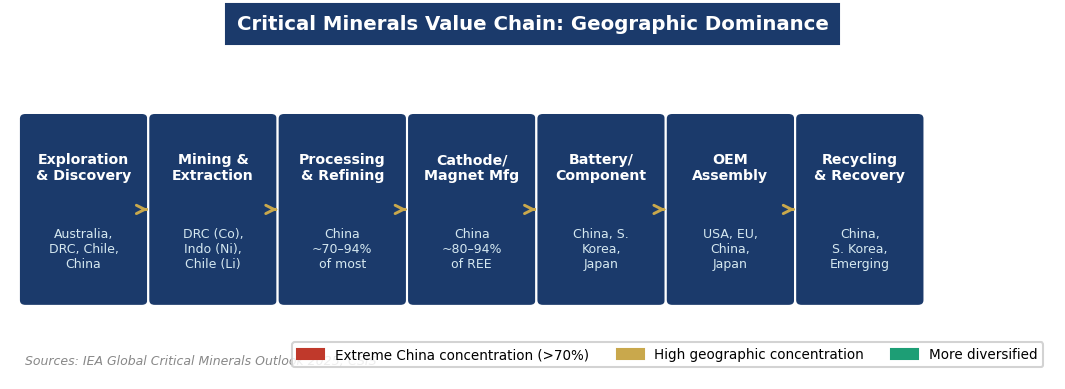 Critical Minerals Value Chain: Geographic Dominance
Exploration
& Discovery
Australia,
DRC, Chile,
China
Mining &
Extraction
DRC (Co),
Indo (Ni),
Chile (Li)
Processing
& Refining
China
~70–94%
of most
Cathode/
Magnet Mfg
China
~80–94%
of REE
Battery/
Component
China, S.
Korea,
Japan
OEM
Assembly
USA, EU,
China,
Japan
Recycling
& Recovery
China,
S. Korea,
Emerging
Sources: IEA Global Critical Minerals
Extreme China concentration (>70%)
High geographic concentration
More diversified